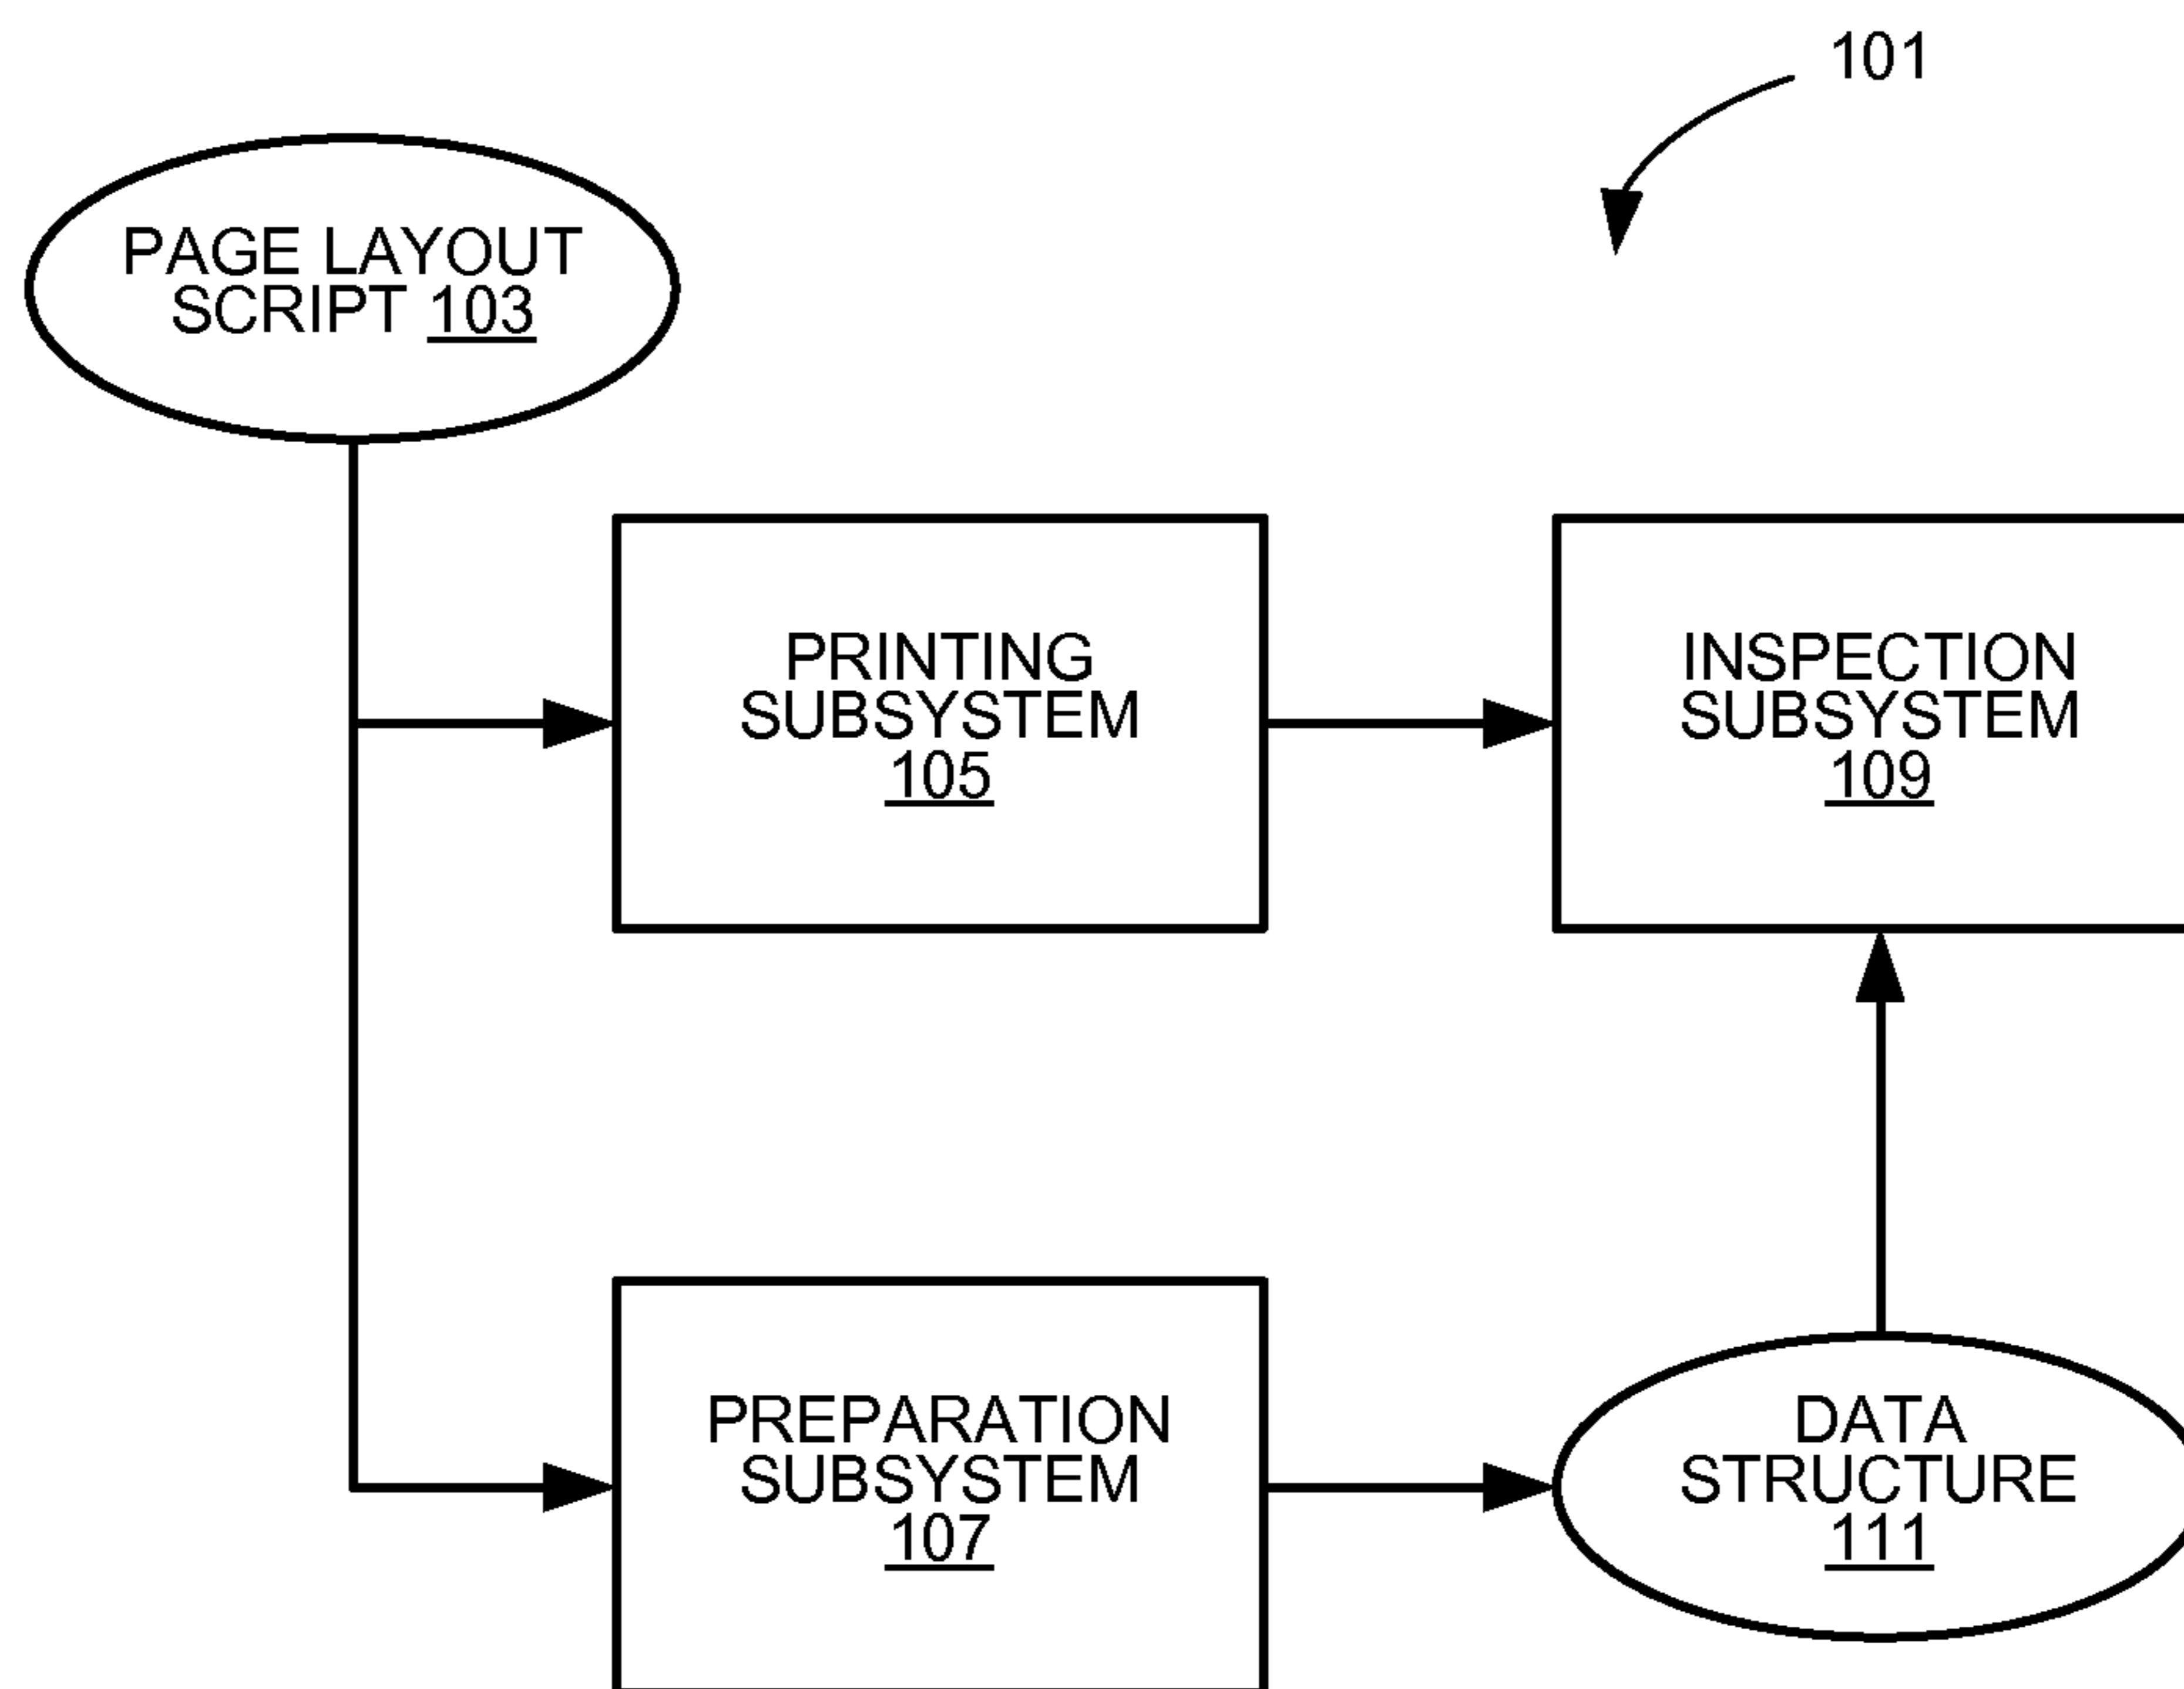 101
PAGE LAYOUT
SCRIPT 103
PRINTING
SUBSYSTEM
105
INSPECTION
SUBSYSTEM
109
PREPARATION
SUBSYSTEM
107
DATA
STRUCTURE
111